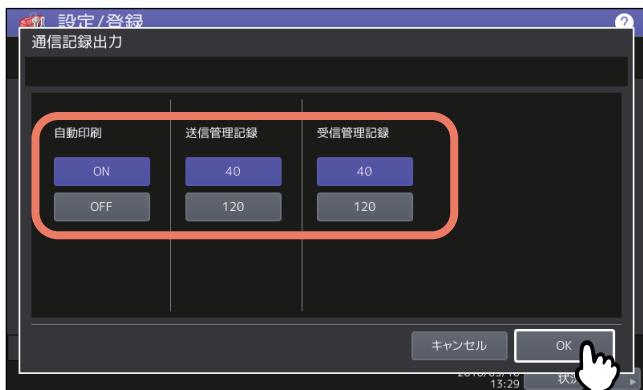 設定/登録
?
通信記録出力
自動印刷 送信管理記録 受信管理記録
ON 40 40
OFF 120 120
キャンセル OK
13:29